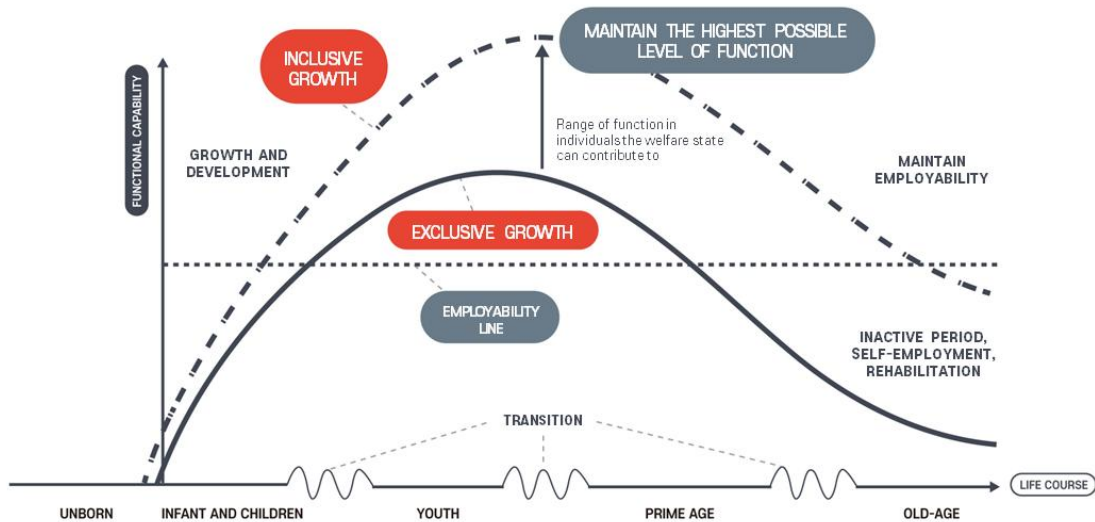 MAINTAIN THE HIGHEST POSSIBLE
LEVEL OF FUNCTION
INCLUSIVE
GROWTH
FUNCTIONAL CAPABILITY
GROWTH AND
DEVELOPMENT
Range of function in
individuals the welfare state
can contribute to
MAINTAIN
EMPLOYABILITY
EXCLUSIVE GROWTH
EMPLOYABILITY
LINE
INACTIVE PERIOD,
SELF-EMPLOYMENT,
REHABILITATION
TRANSITION
LIFE COURSE
UNBORN
INFANT AND CHILDREN
YOUTH
PRIME AGE
OLD-AGE